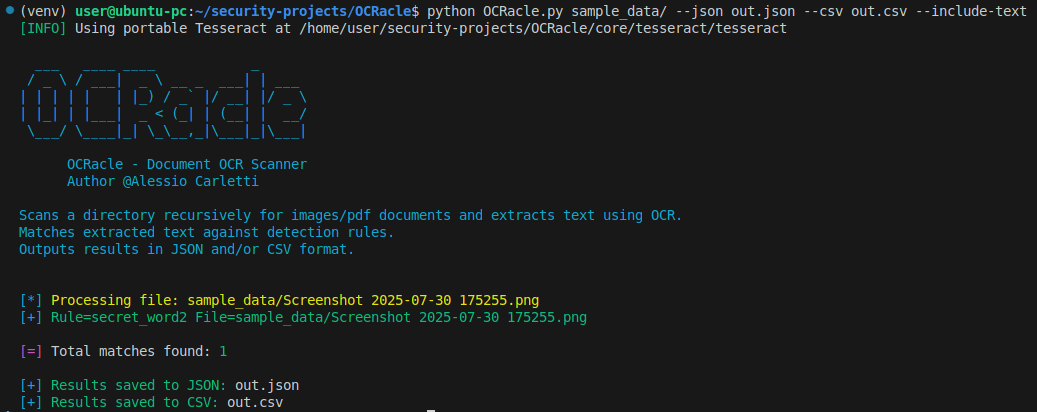 (venv) user@ubuntu-pc:~/security-projects/OCRacle$ python OCRacle.py sample_data/ --json out.json --csv out.csv --include-text
[INFO] Using portable Tesseract at /home/user/security-projects/OCRacle/core/tesseract/tesseract
OCRacle
OCRacle - Document OCR Scanner
Author @Alessio Carletti
Scans a directory recursively for images/pdf documents and extracts text using OCR.
Matches extracted text against detection rules.
Outputs results in JSON and/or CSV format.
[*] Processing file: sample_data/Screenshot 2025-07-30 175255.png
[+] Rule=secret_word2 File=sample_data/Screenshot 2025-07-30 175255.png
[=] Total matches found: 1
[+] Results saved to JSON: out.json
[+] Results saved to CSV: out.csv